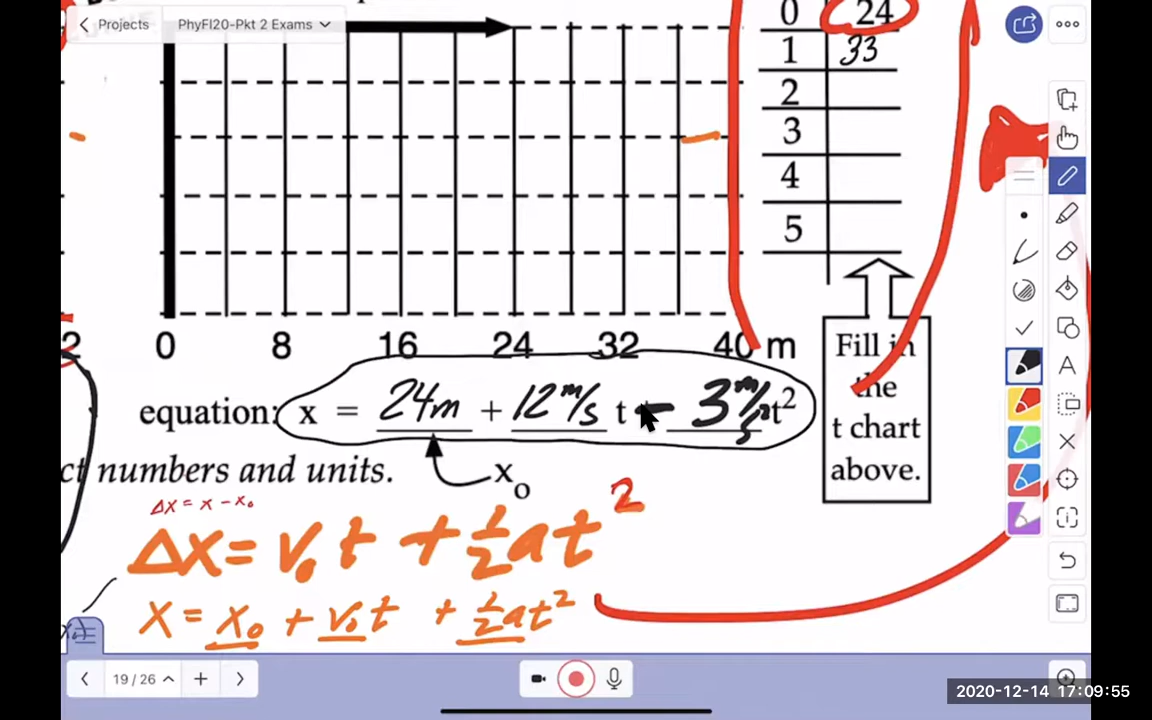 Projects PhyFl20-Pkt 2 Exams
0 24
1 33
2
3
4
5
2 0 8 16 24 32 40 m
equation: x = 24m + 12 m/s t - 3 m/s² t²
ct numbers and units.
x₀
Fill in
the
t chart
above.
Δx = x - x₀
Δx = v₀t + ½at²
x = x₀ + v₀t + ½at²
19 / 26
2020-12-14 17:09:55